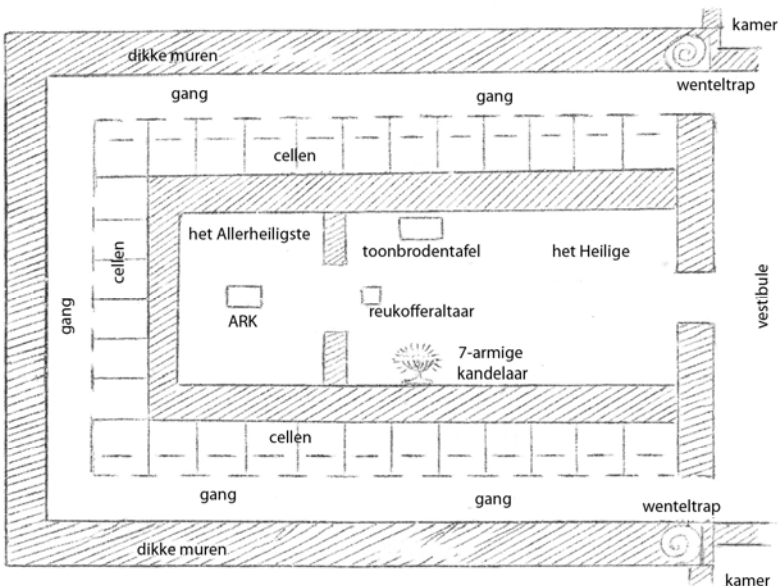 kamer
dikke muren
wenteltrap
gang
gang
cellen
het Allerheiligste
toonbrodentafel
het Heilige
cellen
gang
vestibule
ARK
reukofferaltaar
7-armige
kandelaar
cellen
gang
gang
wenteltrap
dikke muren
kamer